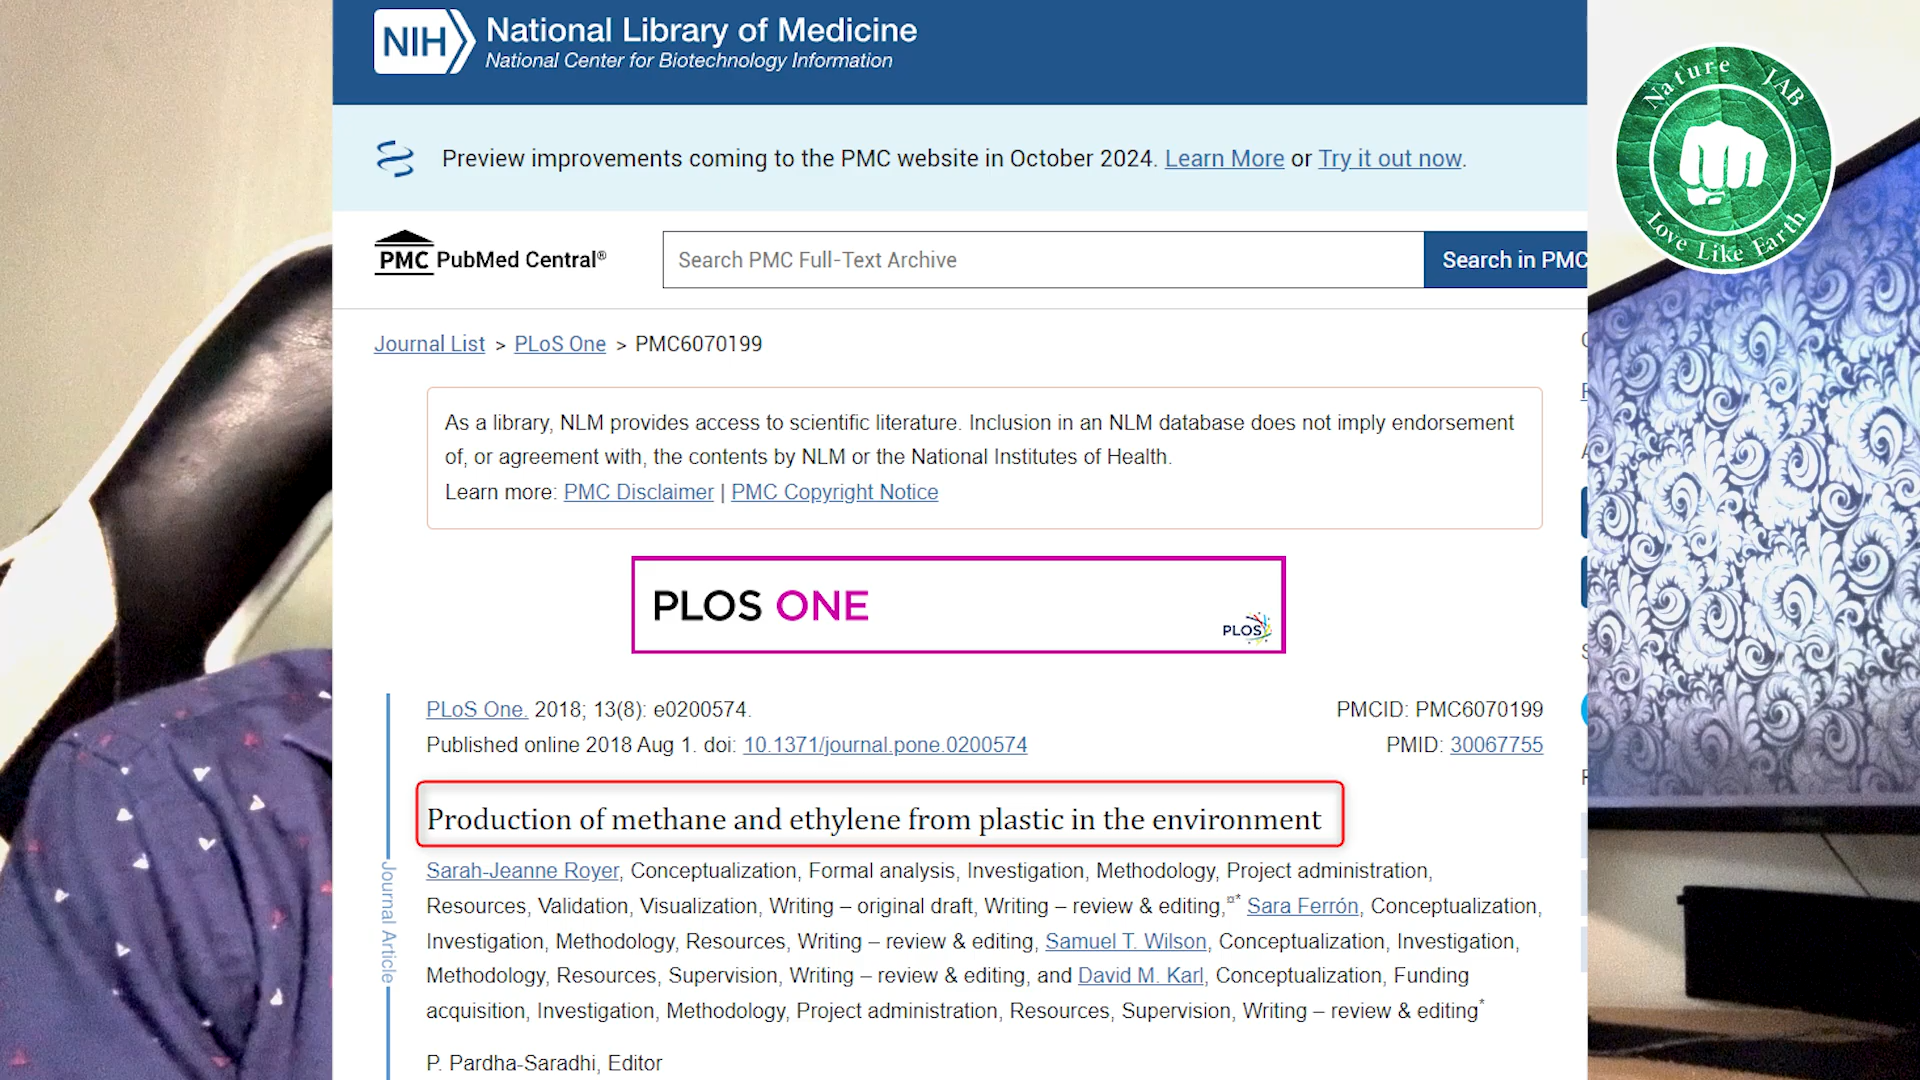 NIH National Library of Medicine
National Center for Biotechnology Information
Nature JAB
Love Like Earth
Preview improvements coming to the PMC website in October 2024. Learn More or Try it out now.
PMC PubMed Central®
Search PMC Full-Text Archive
Search in PMC
Journal List > PLoS One > PMC6070199
As a library, NLM provides access to scientific literature. Inclusion in an NLM database does not imply endorsement
of, or agreement with, the contents by NLM or the National Institutes of Health.
Learn more: PMC Disclaimer | PMC Copyright Notice
PLOS ONE
PLOS
PLoS One. 2018; 13(8): e0200574.
PMCID: PMC6070199
Published online 2018 Aug 1. doi: 10.1371/journal.pone.0200574
PMID: 30067755
Production of methane and ethylene from plastic in the environment
Journal Article
Sarah-Jeanne Royer, Conceptualization, Formal analysis, Investigation, Methodology, Project administration,
Resources, Validation, Visualization, Writing – original draft, Writing – review & editing,¤* Sara Ferrón, Conceptualization,
Investigation, Methodology, Resources, Writing – review & editing, Samuel T. Wilson, Conceptualization, Investigation,
Methodology, Resources, Supervision, Writing – review & editing, and David M. Karl, Conceptualization, Funding
acquisition, Investigation, Methodology, Project administration, Resources, Supervision, Writing – review & editing*
P. Pardha-Saradhi, Editor